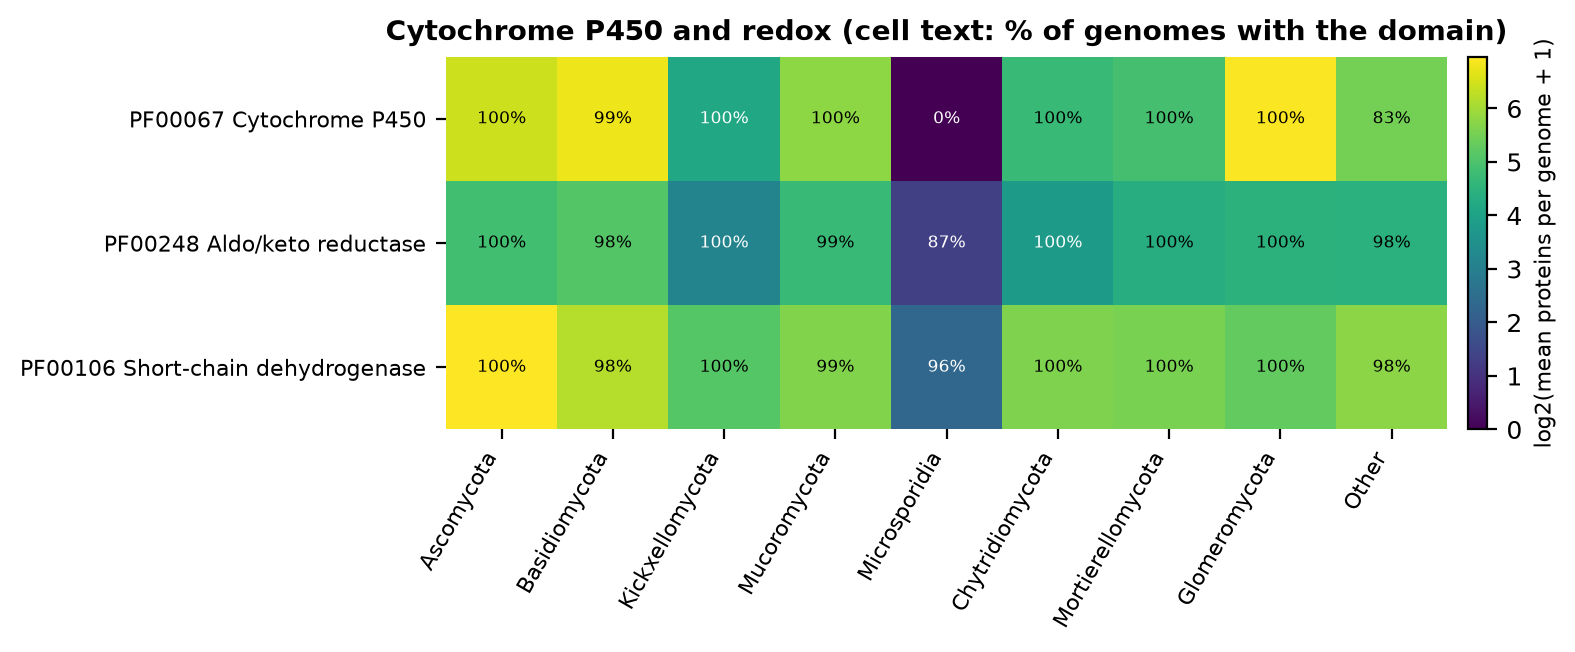 Cytochrome P450 and redox (cell text: % of genomes with the domain)
PF00067 Cytochrome P450
100% 99% 100% 100% 0% 100% 100% 100% 83%
PF00248 Aldo/keto reductase
100% 98% 100% 99% 87% 100% 100% 100% 98%
PF00106 Short-chain dehydrogenase
100% 98% 100% 99% 96% 100% 100% 100% 98%
Ascomycota
Basidiomycota
Kickxellomycota
Mucoromycota
Microsporidia
Chytridiomycota
Mortierellomycota
Glomeromycota
Other
6
5
4
3
2
1
0
log2(mean proteins per genome + 1)